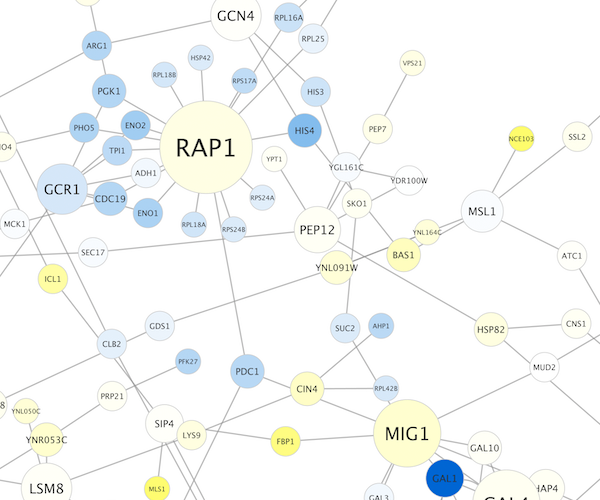 GCN4
RPL16A
RPL25
ARG1
HSP42
RPL18B
RPS17A
VPS21
PGK1
HIS3
PHO5
ENO2
HIS4
PEP7
NCE103
SSL2
IO4
TPI1
RAP1
YPT1
YGL161C
ADH1
YDR100W
GCR1
CDC19
RPS24A
SKO1
ENO1
MSL1
MCK1
RPL18A
RPS24B
PEP12
YNL164C
SEC17
BAS1
ATC1
YNL091W
ICL1
GDS1
SUC2
AHP1
HSP82
CNS1
CLB2
PFK27
PDC1
MUD2
CIN4
RPL42B
PRP21
8
YNL050C
SIP4
YNR053C
LYS9
FBP1
MIG1
GAL10
LSM8
MLS1
GAL1
HAP4
GAL3
GAL4